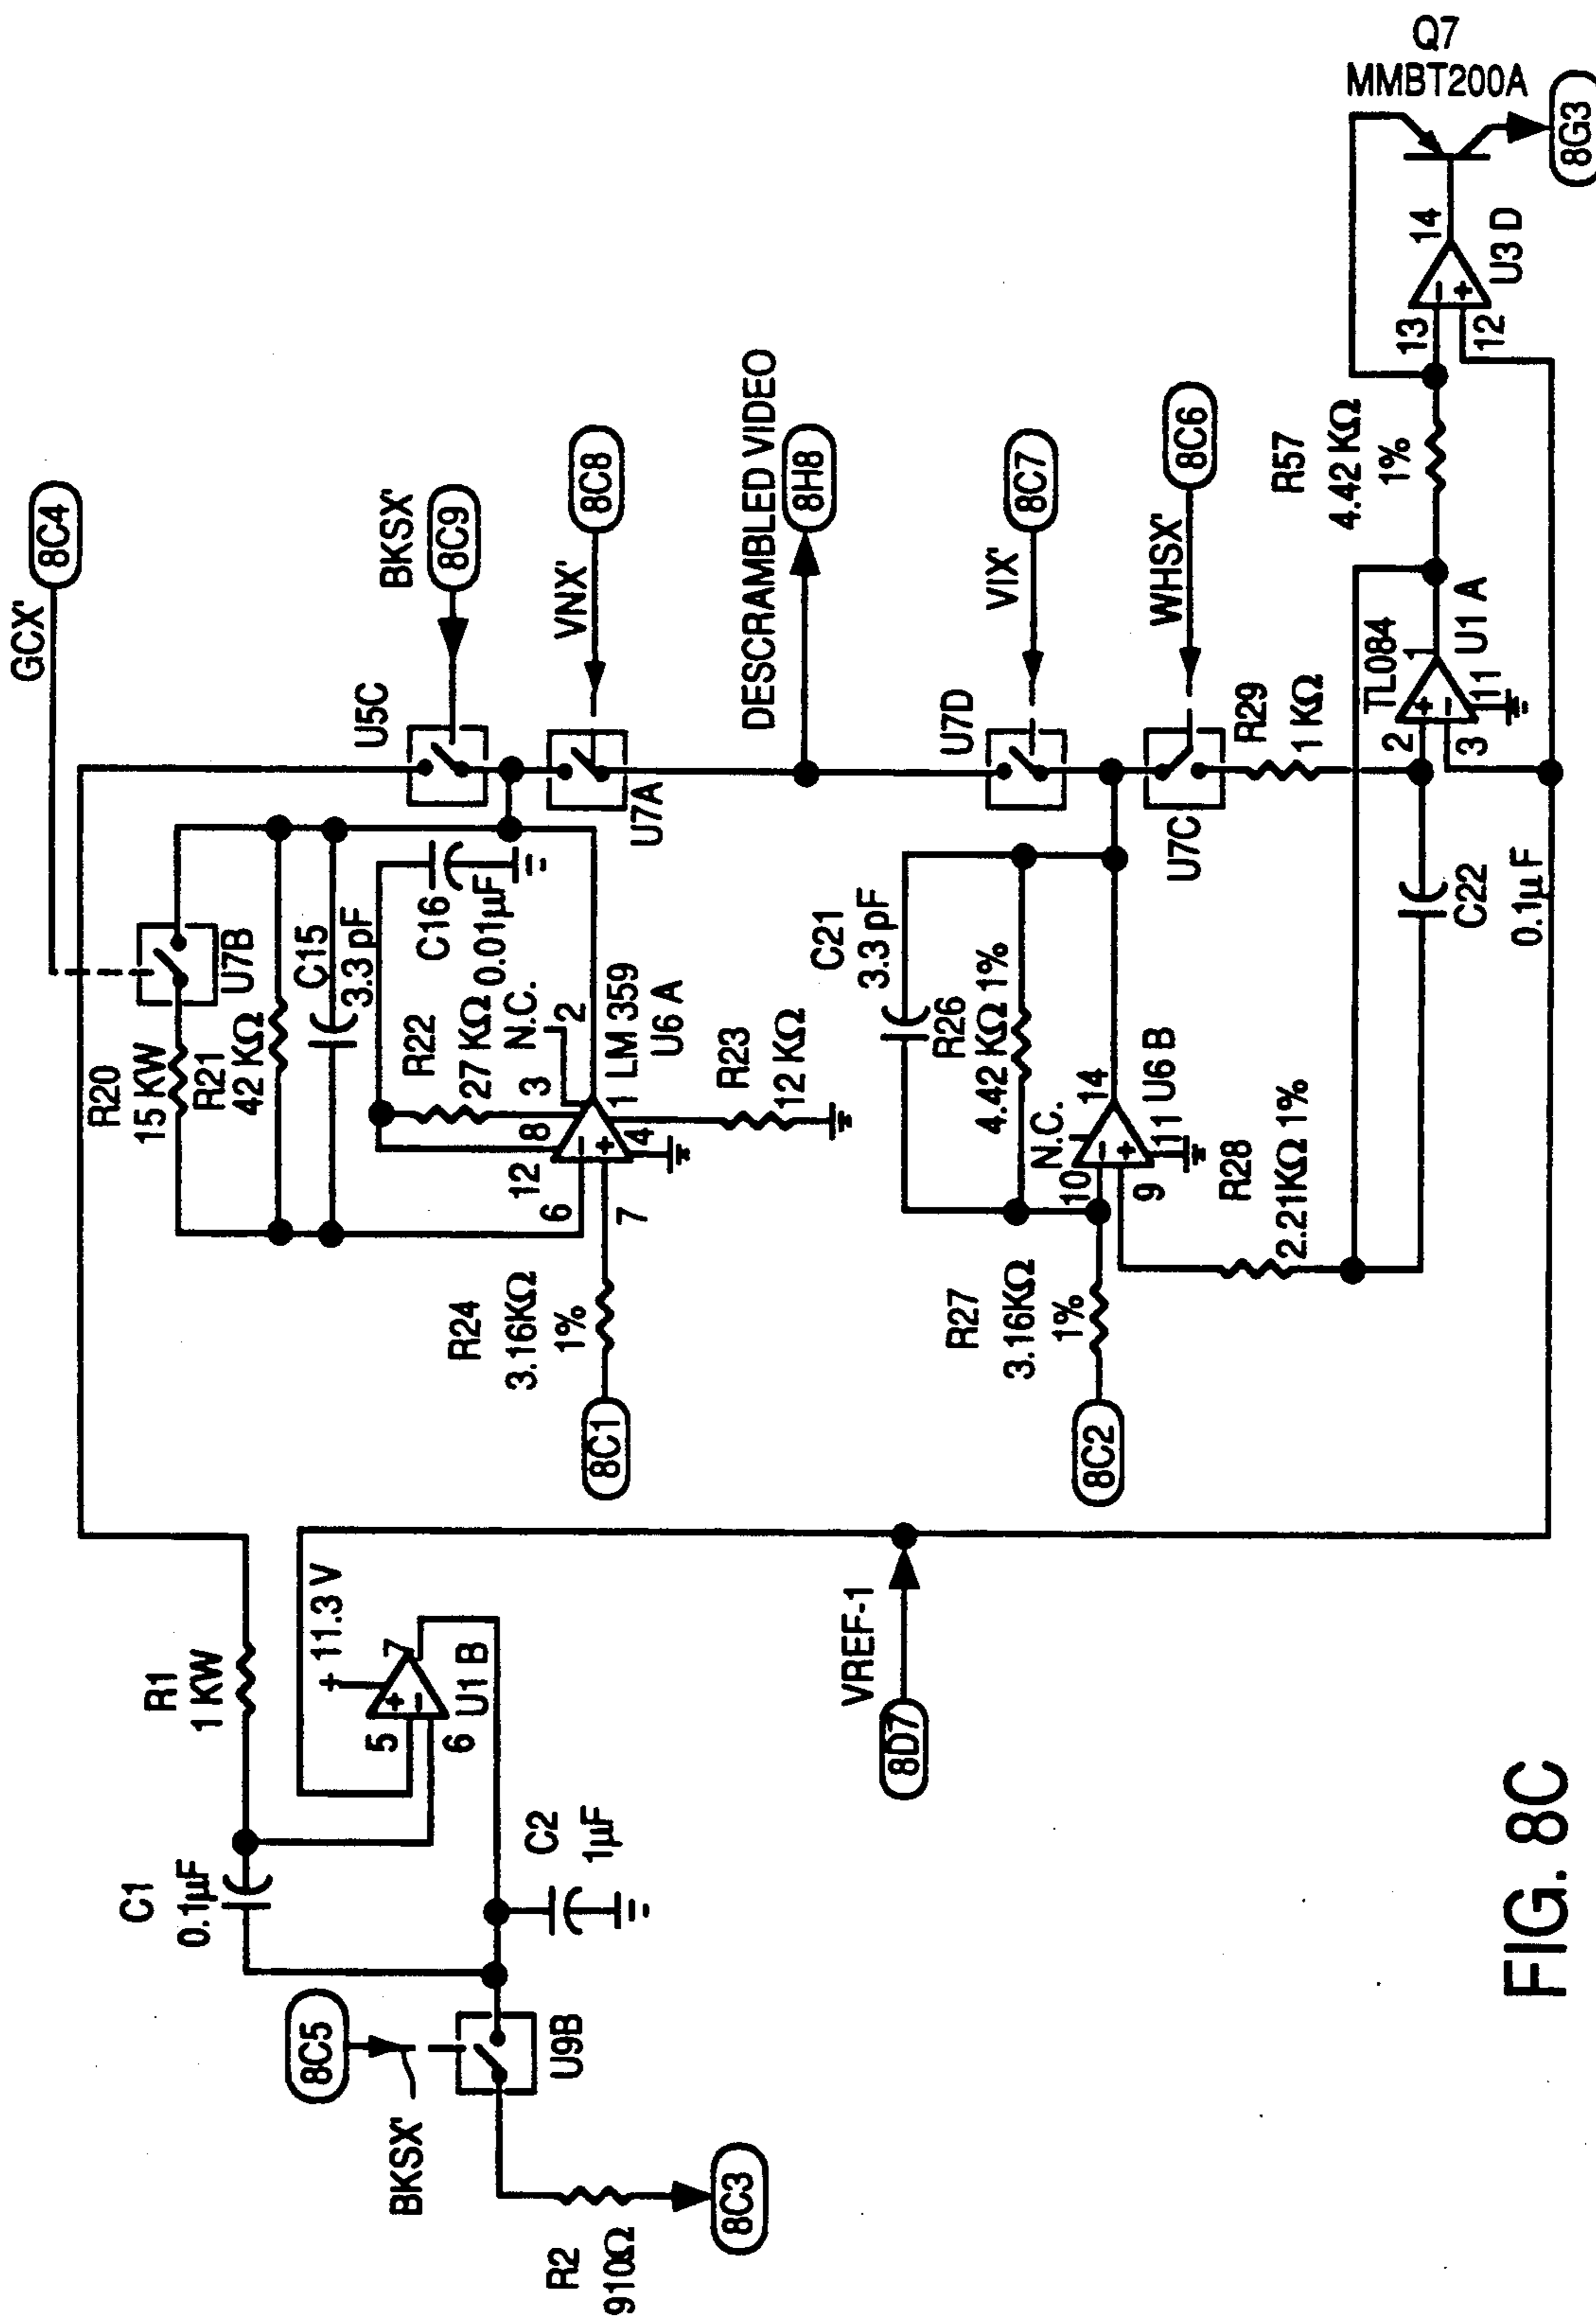 GCX'
8C4
R20
15 KW
R21
42 KΩ
U7B
C15
3.3 pF
U5C
BKSX'
8C9
R22
27 KΩ
C16
0.01µF
N.C.
2
3
8
12
6
7
4
1
LM 359
U6 A
R23
12 KΩ
R24
3.16KΩ
1%
8C1
VNX'
8C8
U7A
DESCRAMBLED VIDEO
8H8
R1
1 KW
C1
0.1µF
+ 11.3 V
5
6
7
U1 B
C2
1µF
8C5
BKSX'
U9B
R2
910Ω
8C3
VREF-1
8D7
C21
3.3 pF
R26
4.42 KΩ 1%
N.C.
10
9
14
11
U6 B
R27
3.16KΩ
1%
8C2
R28
2.21KΩ 1%
U7D
VIX'
8C7
U7C
WHSX'
8C6
R29
1 KΩ
C22
0.1µ F
TL084
2
3
1
11
U1 A
R57
4.42 KΩ
1%
13
12
14
U3 D
Q7
MMBT200A
8G3
FIG. 8C